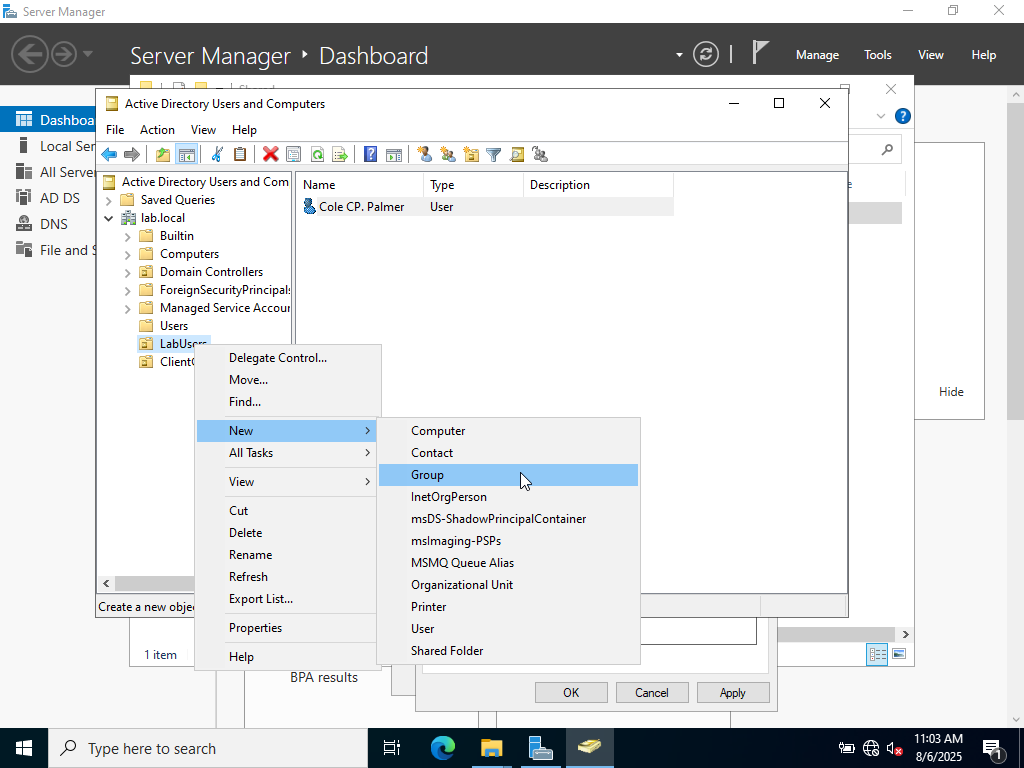 Server Manager
Server Manager ‣ Dashboard
Manage
Tools
View
Help
Active Directory Users and Computers
File
Action
View
Help
Dashboa
Local Ser
All Server
AD DS
DNS
File and S
Active Directory Users and Com
Saved Queries
lab.local
Builtin
Computers
Domain Controllers
ForeignSecurityPrincipals
Managed Service Accour
Users
LabUsers
ClientC
Name
Type
Description
Cole CP. Palmer
User
Delegate Control...
Move...
Find...
New
All Tasks
View
Cut
Delete
Rename
Refresh
Export List...
Properties
Help
Computer
Contact
Group
InetOrgPerson
msDS-ShadowPrincipalContainer
msImaging-PSPs
MSMQ Queue Alias
Organizational Unit
Printer
User
Shared Folder
Hide
Create a new objec
1 item
BPA results
OK
Cancel
Apply
Type here to search
11:03 AM
8/6/2025
1